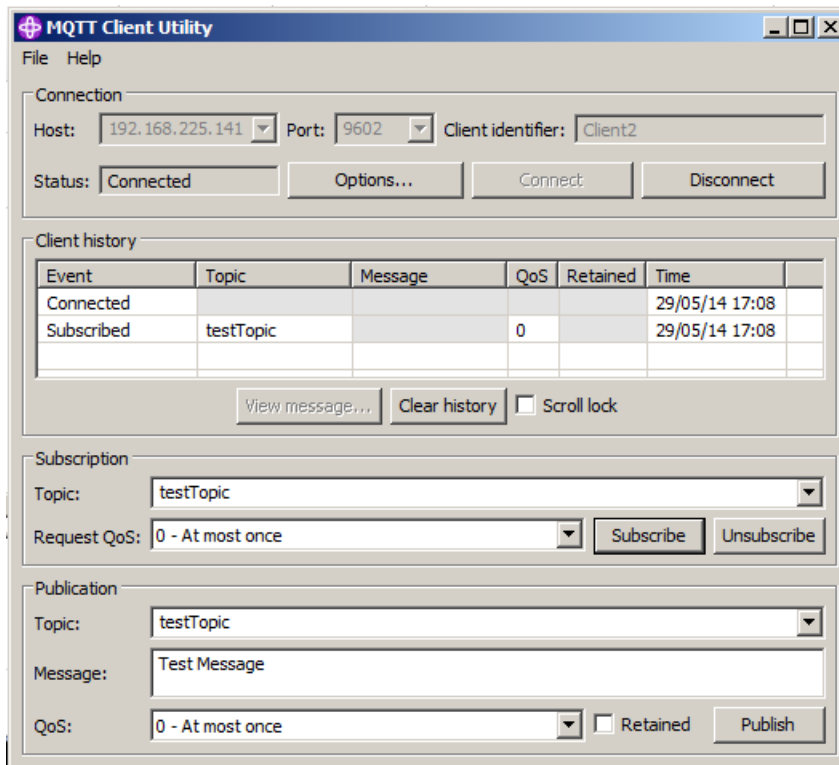 MQTT Client Utility
File Help
Connection
Host: 192.168.225.141 Port: 9602 Client identifier: Client2
Status: Connected Options... Connect Disconnect
Client history
Event Topic Message QoS Retained Time
Connected 29/05/14 17:08
Subscribed testTopic 0 29/05/14 17:08
View message... Clear history Scroll lock
Subscription
Topic: testTopic
Request QoS: 0 - At most once Subscribe Unsubscribe
Publication
Topic: testTopic
Message: Test Message
QoS: 0 - At most once Retained Publish